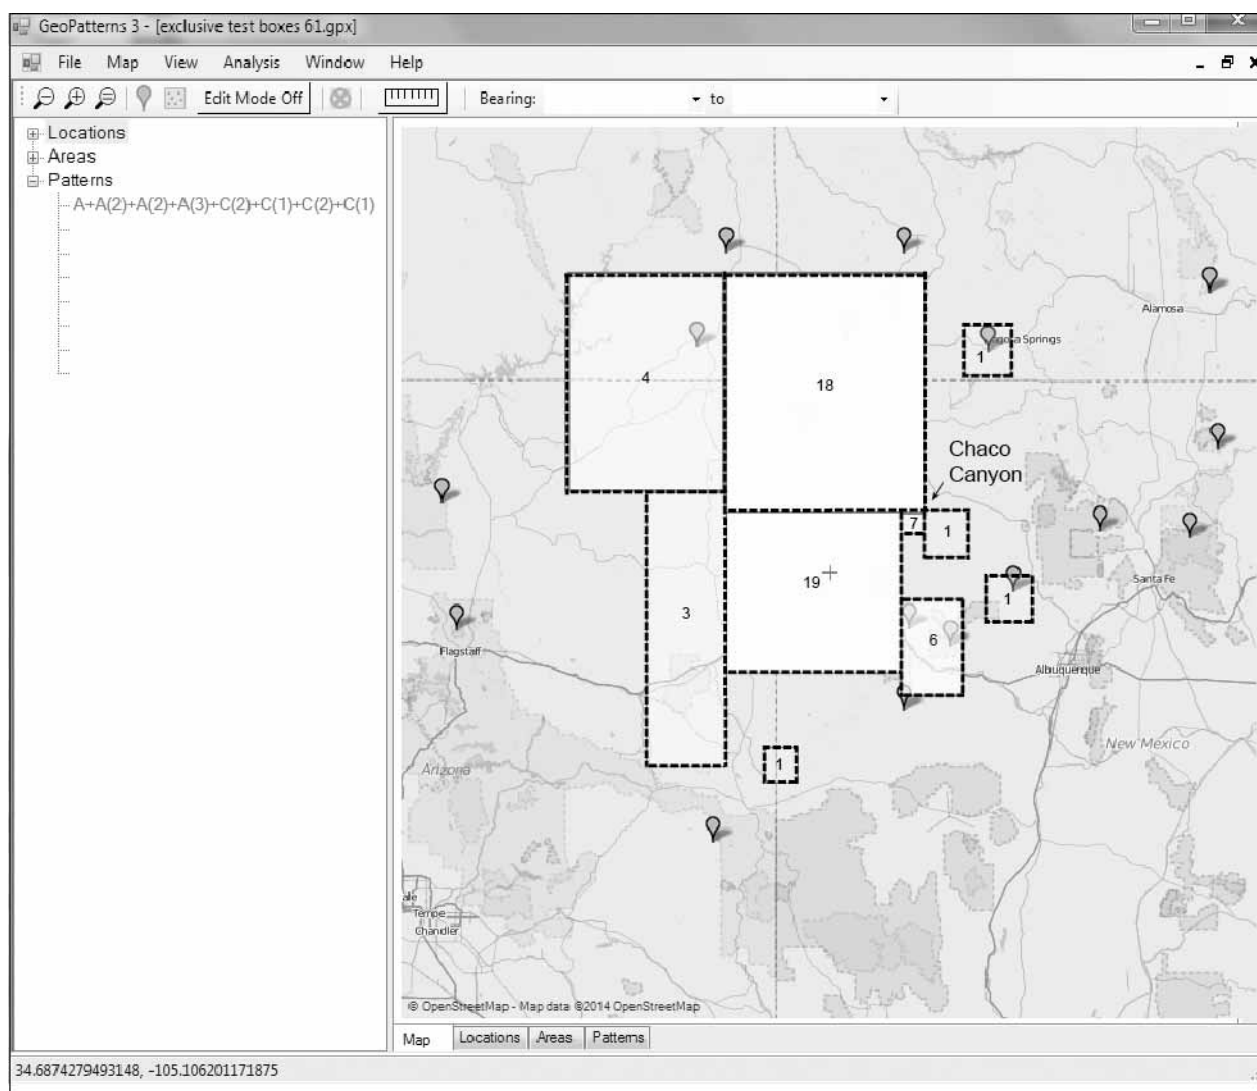 GeoPatterns 3 - [exclusive test boxes 61.gpx]
File Map View Analysis Window Help
Edit Mode Off Bearing: to
Locations
Areas
Patterns
A+A(2)+A(2)+A(3)+C(2)+C(1)+C(2)+C(1)
Alamosa
Springs
1
4
18
Chaco
Canyon
7
1
19
Santa Fe
1
3
6
Flagstaff
Albuquerque
New Mexico
1
Arizona
Tempe
Chandler
© OpenStreetMap - Map data ©2014 OpenStreetMap
Map Locations Areas Patterns
34.6874279493148, -105.106201171875